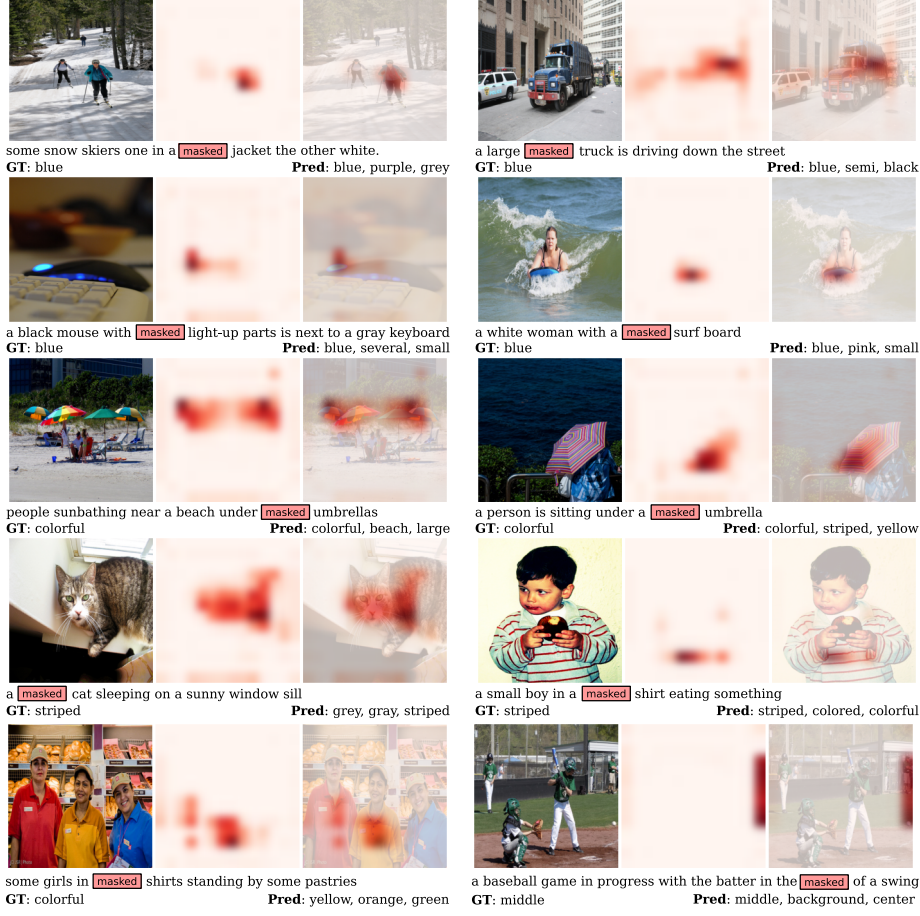 some snow skiers one in a masked jacket the other white.
GT: blue Pred: blue, purple, grey
a large masked truck is driving down the street
GT: blue Pred: blue, semi, black
a black mouse with masked light-up parts is next to a gray keyboard
GT: blue Pred: blue, several, small
a white woman with a masked surf board
GT: blue Pred: blue, pink, small
people sunbathing near a beach under masked umbrellas
GT: colorful Pred: colorful, beach, large
a person is sitting under a masked umbrella
GT: colorful Pred: colorful, striped, yellow
a masked cat sleeping on a sunny window sill
GT: striped Pred: grey, gray, striped
a small boy in a masked shirt eating something
GT: striped Pred: striped, colored, colorful
some girls in masked shirts standing by some pastries
GT: colorful Pred: yellow, orange, green
a baseball game in progress with the batter in the masked of a swing
GT: middle Pred: middle, background, center